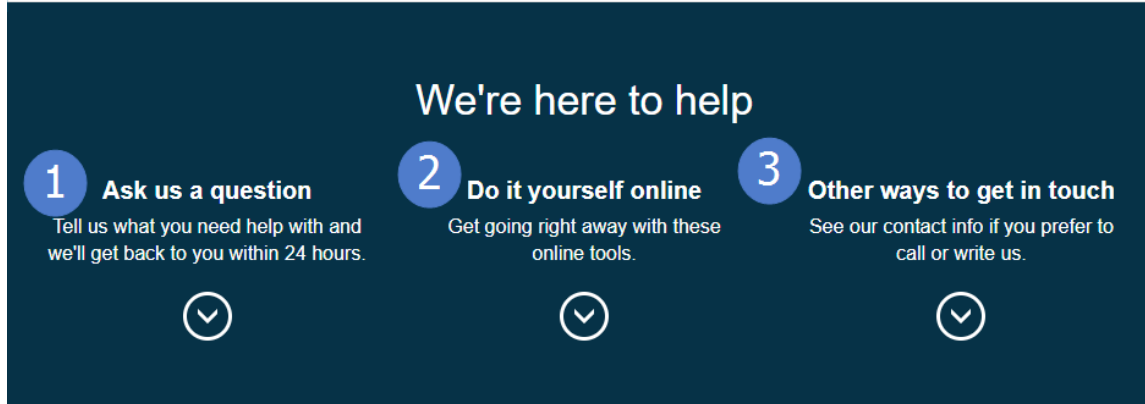 We're here to help
1
Ask us a question
Tell us what you need help with and
we'll get back to you within 24 hours.
2
Do it yourself online
Get going right away with these
online tools.
3
Other ways to get in touch
See our contact info if you prefer to
call or write us.